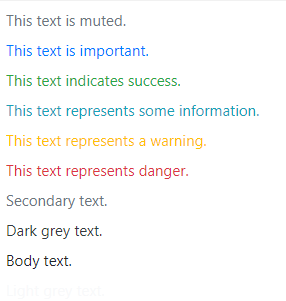 This text is muted.
This text is important.
This text indicates success.
This text represents some information.
This text represents a warning.
This text represents danger.
Secondary text.
Dark grey text.
Body text.
Light grey text.